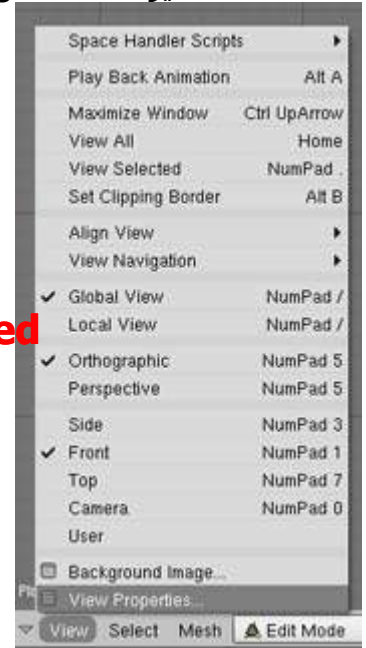 Space Handler Scripts
Play Back Animation Alt A
Maximize Window Ctrl UpArrow
View All Home
View Selected NumPad .
Set Clipping Border Alt B
Align View
View Navigation
Global View NumPad /
ed
Local View NumPad /
Orthographic NumPad 5
Perspective NumPad 5
Side NumPad 3
Front NumPad 1
Top NumPad 7
Camera NumPad 0
User
Background Image...
View Properties...
View Select Mesh Edit Mode